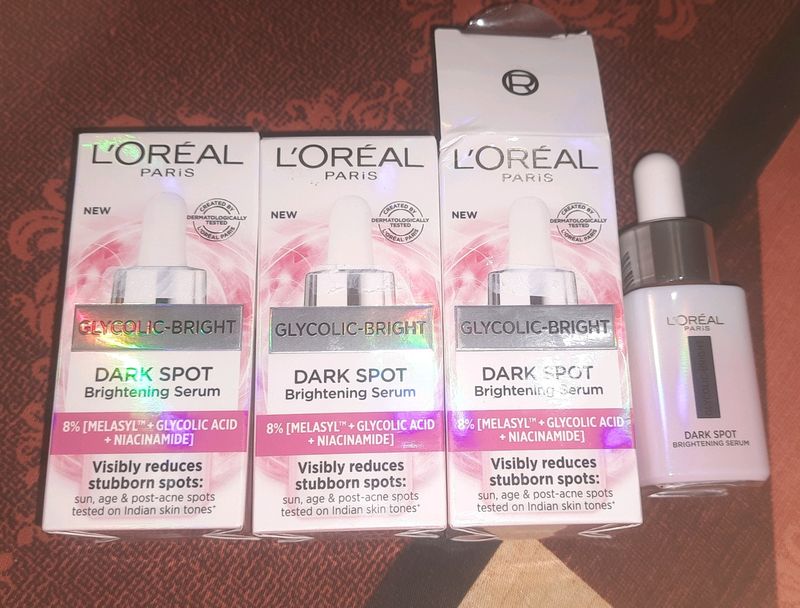 L'ORÉAL
PARiS
NEW
CREATED BY
DERMATOLOGICALLY
TESTED
L'ORÉAL PARIS
GLYCOLIC-BRIGHT
DARK SPOT
Brightening Serum
8% [MELASYL™ + GLYCOLIC ACID
+ NIACINAMIDE]
Visibly reduces
stubborn spots:
sun, age & post-acne spots
tested on Indian skin tones*
L'ORÉAL
PARiS
NEW
CREATED BY
DERMATOLOGICALLY
TESTED
L'ORÉAL PARIS
GLYCOLIC-BRIGHT
DARK SPOT
Brightening Serum
8% [MELASYL™ + GLYCOLIC ACID
+ NIACINAMIDE]
Visibly reduces
stubborn spots:
sun, age & post-acne spots
tested on Indian skin tones*
R
L'ORÉAL
PARiS
NEW
CREATED BY
DERMATOLOGICALLY
TESTED
L'ORÉAL PARIS
GLYCOLIC-BRIGHT
DARK SPOT
Brightening Serum
8% [MELASYL™ + GLYCOLIC ACID
+ NIACINAMIDE]
Visibly reduces
stubborn spots:
sun, age & post-acne spots
tested on Indian skin tones*
L'ORÉAL
PARiS
GLYCOLIC-BRIGHT
DARK SPOT
BRIGHTENING SERUM